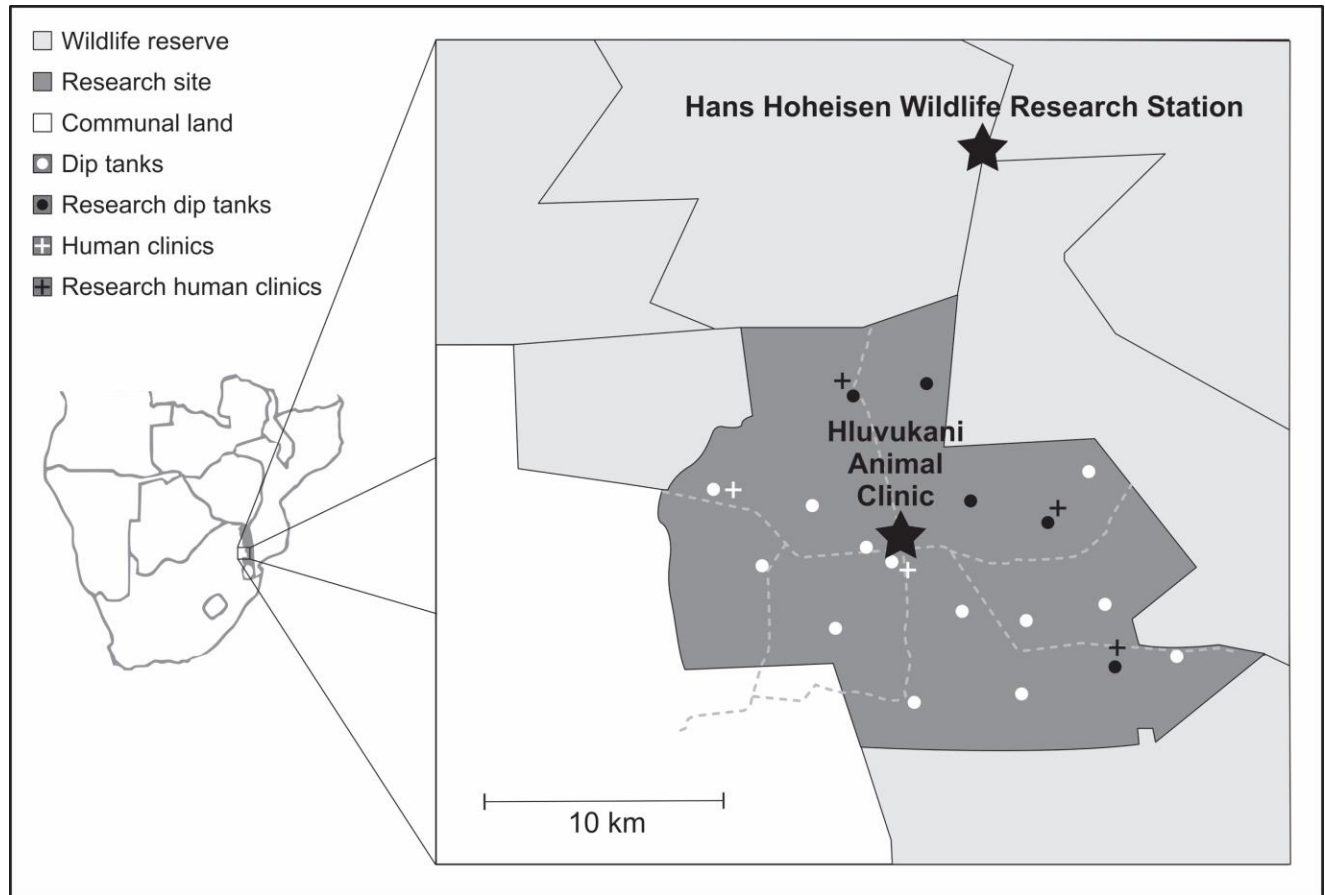 Wildlife reserve
Research site
Communal land
Dip tanks
Research dip tanks
Human clinics
Research human clinics
Hans Hoheisen Wildlife Research Station
Hluvukani
Animal
Clinic
10 km